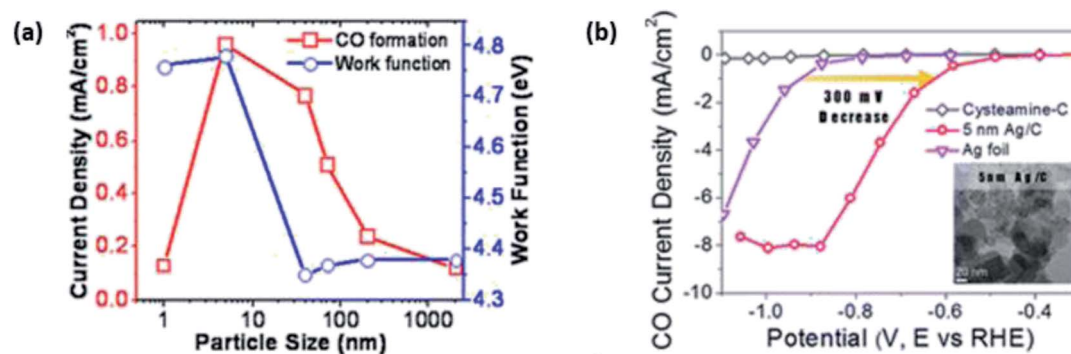 (a)
Current Density (mA/cm²)
1.0
0.8
0.6
0.4
0.2
0.0
CO formation
Work function
4.8
4.7
4.6
4.5
4.4
4.3
Work Function (eV)
1 10 100 1000
Particle Size (nm)
(b)
CO Current Density (mA/cm²)
0
-2
-4
-6
-8
-10
300 mV
Decrease
Cysteamine-C
5 nm Ag/C
Ag foil
5nm Ag/C
20 nm
-1.0 -0.8 -0.6 -0.4
Potential (V, E vs RHE)